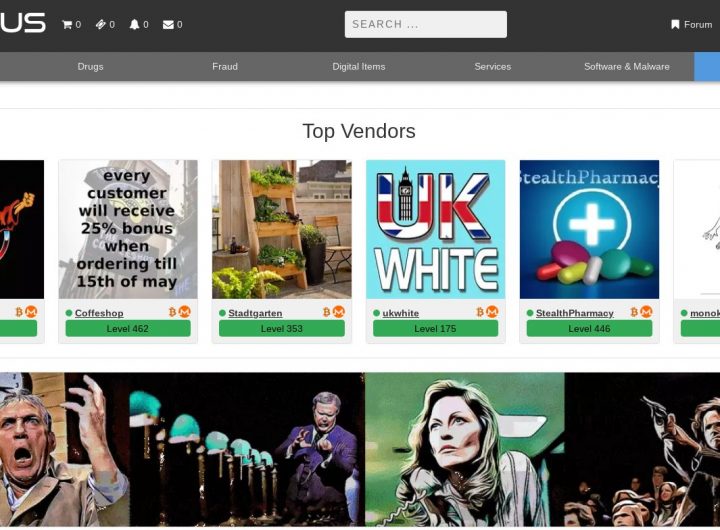 US
0 0 0 0
SEARCH ...
Forum
Drugs Fraud Digital Items Services Software & Malware
Top Vendors
every
customer
will receive
25% bonus
when
ordering till
15th of may
UK
WHITE
StealthPharmacy
Coffeshop
Level 462
Stadtgarten
Level 353
ukwhite
Level 175
StealthPharmacy
Level 446
monok